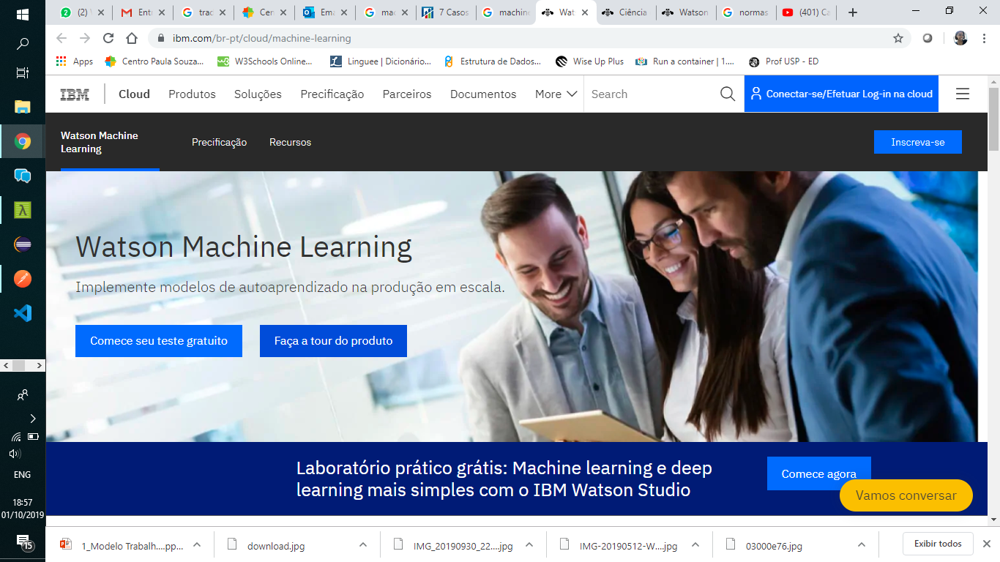 (2)
Entr
trac
Cen
Ema
mac
7 Casos
machine
Wat
Ciência
Watson
normas
(401) Ca
ibm.com/br-pt/cloud/machine-learning
Apps
Centro Paula Souza...
W3Schools Online...
Linguee | Dicionário...
Estrutura de Dados...
Wise Up Plus
Run a container | 1....
Prof USP - ED
IBM
Cloud
Produtos
Soluções
Precificação
Parceiros
Documentos
More
Search
Conectar-se/Efetuar Log-in na cloud
Watson Machine
Learning
Precificação
Recursos
Inscreva-se
Watson Machine Learning
Implemente modelos de autoaprendizado na produção em escala.
Comece seu teste gratuito
Faça a tour do produto
Laboratório prático grátis: Machine learning e deep
learning mais simples com o IBM Watson Studio
Comece agora
Vamos conversar
ENG
18:57
01/10/2019
15
1_Modelo Trabalh....pp...
download.jpg
IMG_20190930_22....jpg
IMG-20190512-W....jpg
03000e76.jpg
Exibir todos